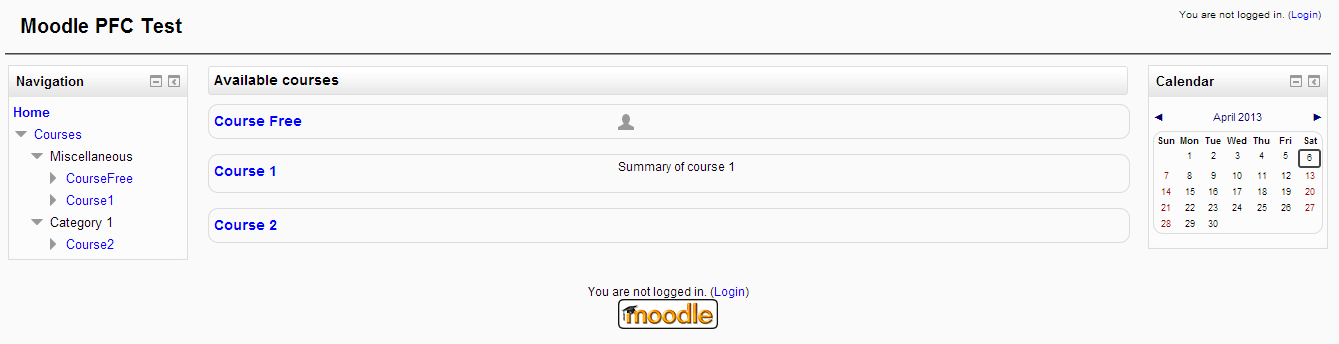 Moodle PFC Test
You are not logged in. (Login)
Navigation
Home
Courses
Miscellaneous
CourseFree
Course1
Category 1
Course2
Available courses
Course Free
Course 1
Summary of course 1
Course 2
Calendar
◄ April 2013 ►
Sun Mon Tue Wed Thu Fri Sat
1 2 3 4 5 6
7 8 9 10 11 12 13
14 15 16 17 18 19 20
21 22 23 24 25 26 27
28 29 30
You are not logged in. (Login)
moodle